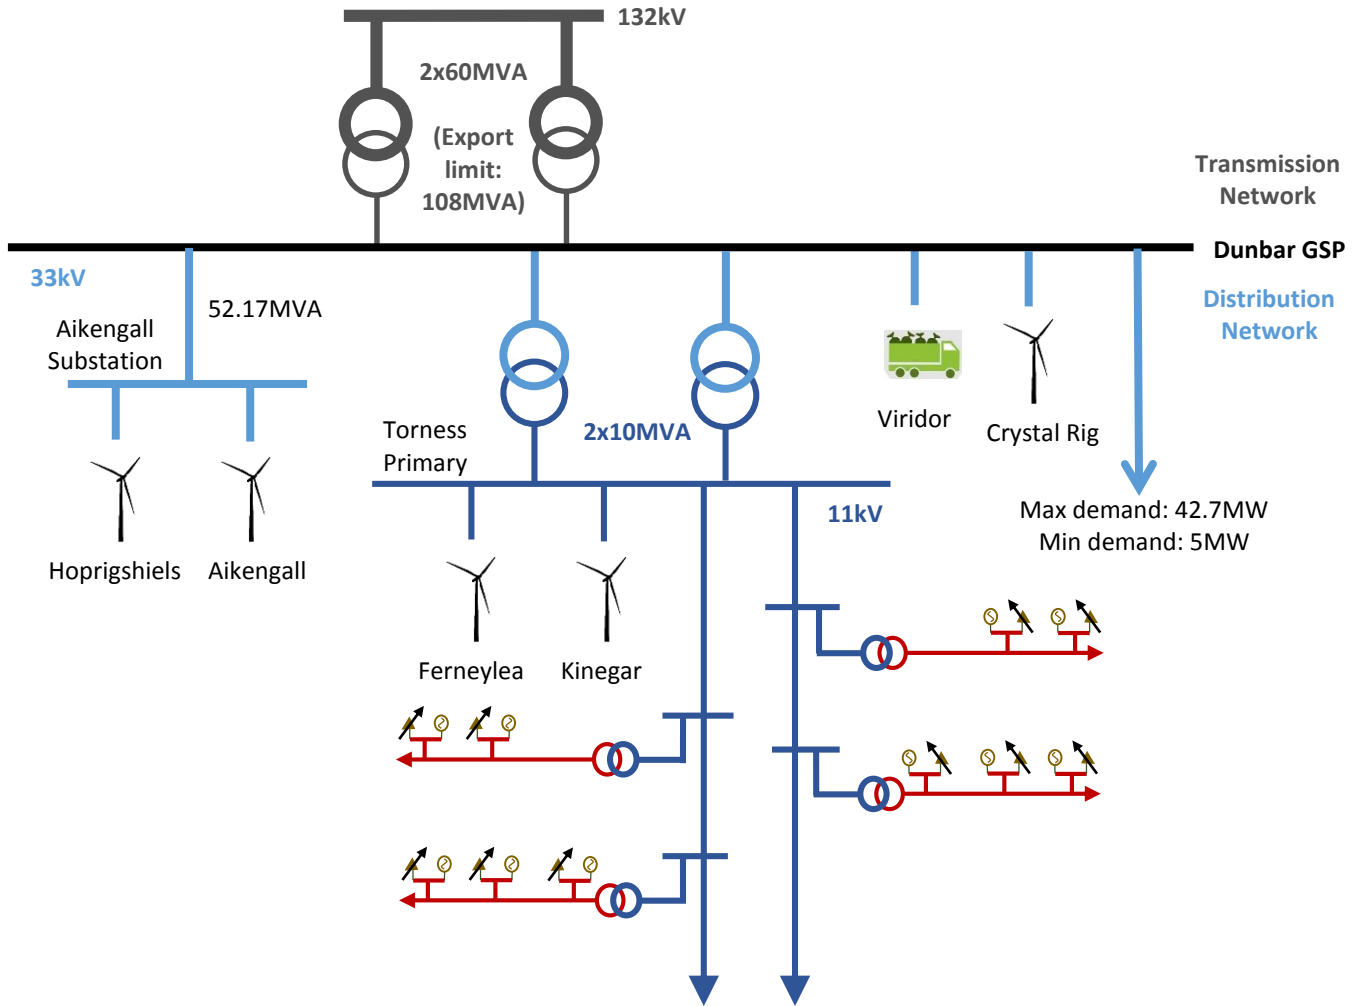 132kV
2x60MVA
(Export
limit:
108MVA)
Transmission
Network
Dunbar GSP
33kV
Distribution
Network
52.17MVA
Aikengall
Substation
Viridor
Crystal Rig
Torness
Primary
2x10MVA
11kV
Max demand: 42.7MW
Min demand: 5MW
Hoprigshiels
Aikengall
Ferneylea
Kinegar